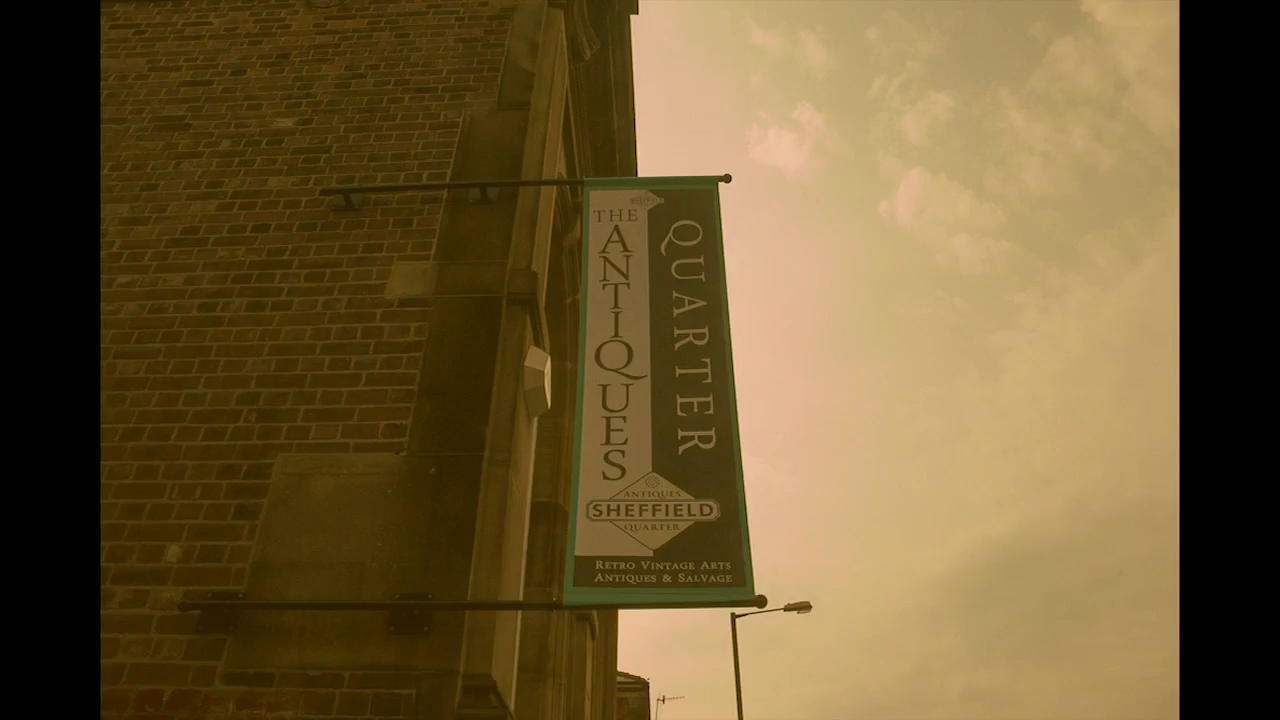 THE
ANTIQUES
QUARTER
ANTIQUES
SHEFFIELD
QUARTER
RETRO VINTAGE ARTS
ANTIQUES & SALVAGE